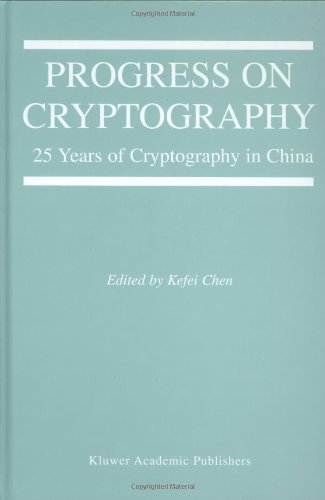 PROGRESS ON
CRYPTOGRAPHY
25 Years of Cryptography in China
Edited by Kefei Chen
Kluwer Academic Publishers